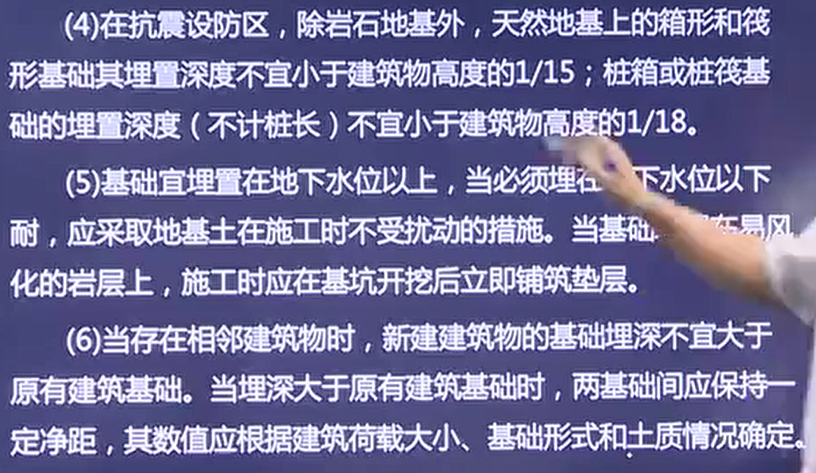 (4)在抗震设防区，除岩石地基外，天然地基上的箱形和筏
形基础其埋置深度不宜小于建筑物高度的1/15；桩箱或桩筏基
础的埋置深度（不计桩长）不宜小于建筑物高度的1/18。
(5)基础宜埋置在地下水位以上，当必须埋在下水位以下
耐，应采取地基土在施工时不受扰动的措施。当基础易风
化的岩层上，施工时应在基坑开挖后立即铺筑垫层。
(6)当存在相邻建筑物时，新建建筑物的基础埋深不宜大于
原有建筑基础。当埋深大于原有建筑基础时，两基础间应保持一
定净距，其数值应根据建筑荷载大小、基础形式和土质情况确定。